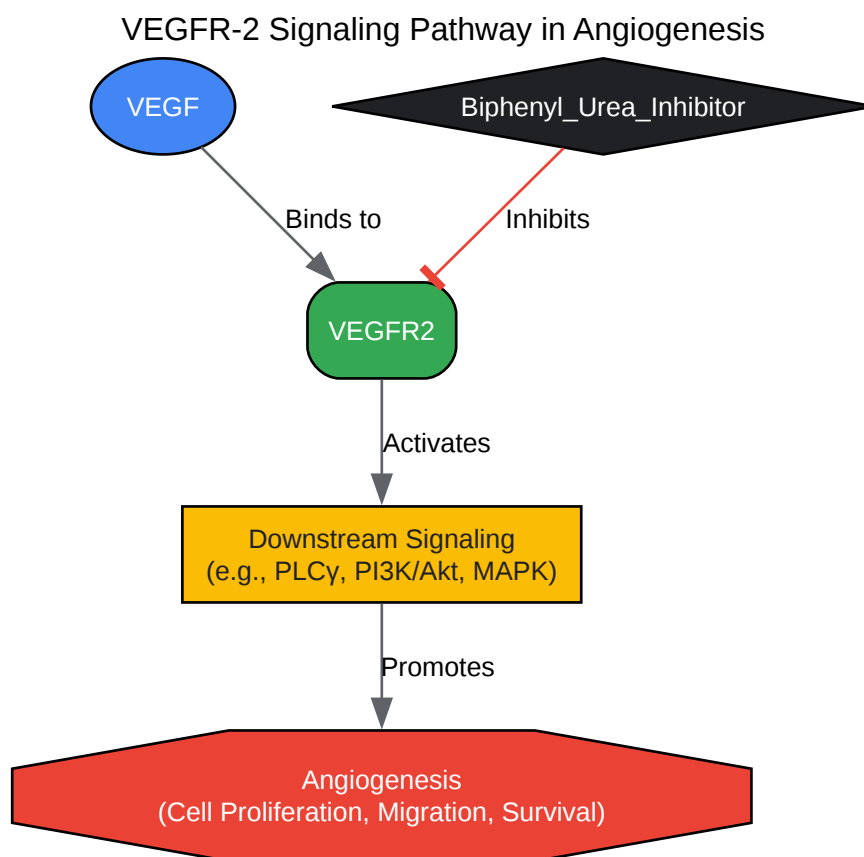 VEGFR-2 Signaling Pathway in Angiogenesis
VEGF
Biphenyl_Urea_Inhibitor
Binds to
Inhibits
VEGFR2
Activates
Downstream Signaling
(e.g., PLCγ, PI3K/Akt, MAPK)
Promotes
Angiogenesis
(Cell Proliferation, Migration, Survival)